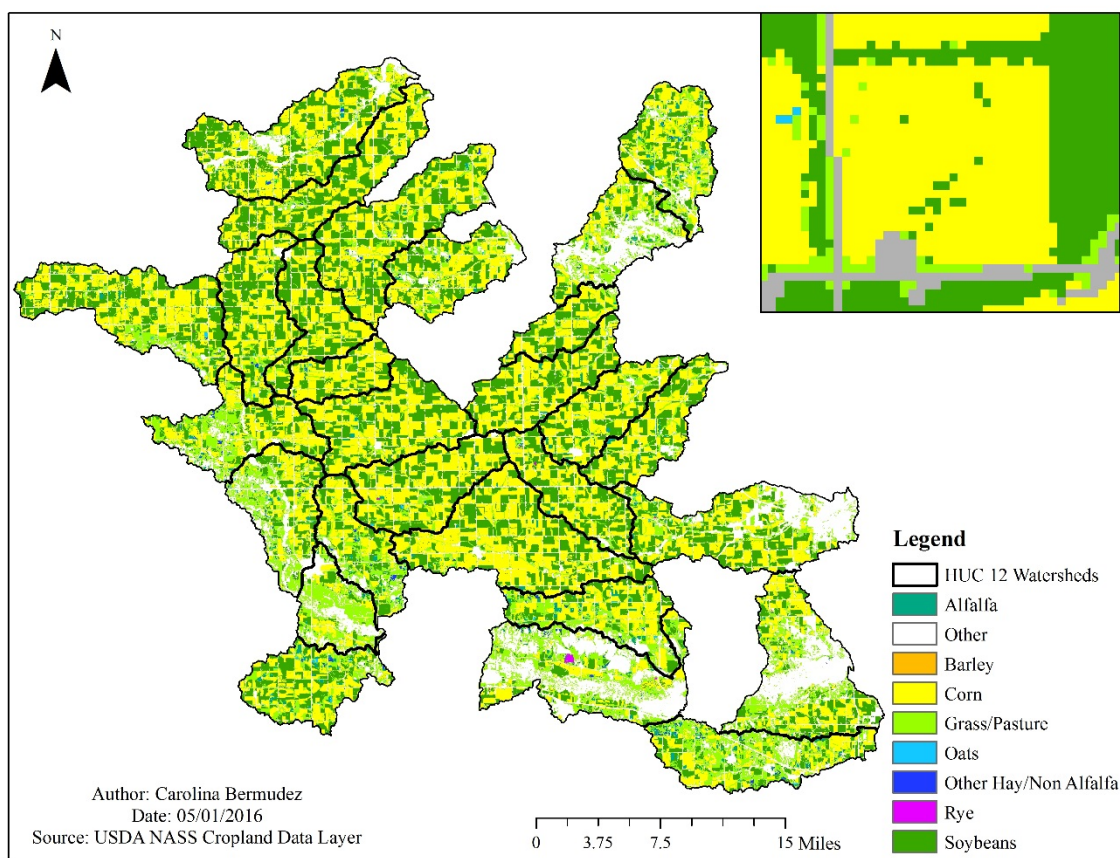 N
Legend
HUC 12 Watersheds
Alfalfa
Other
Barley
Corn
Grass/Pasture
Oats
Other Hay/Non Alfalfa
Rye
Soybeans
Author: Carolina Bermudez
Date: 05/01/2016
Source: USDA NASS Cropland Data Layer
0 3.75 7.5 15 Miles